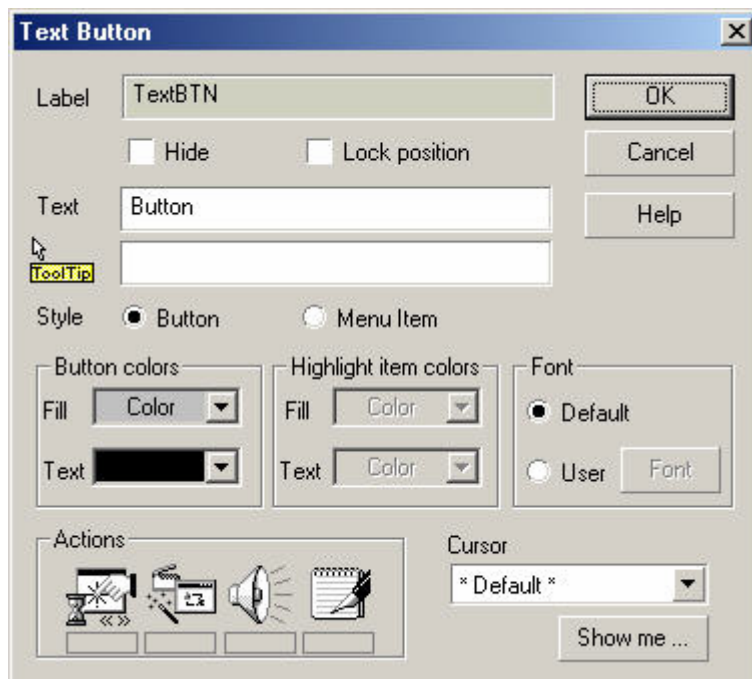 Text Button
Label TextBTN OK
Hide Lock position Cancel
Text Button Help
ToolTip
Style Button Menu Item
Button colors Highlight item colors Font
Fill Color Fill Color Default
Text Text Color User Font
Actions Cursor
* Default *
Show me ...